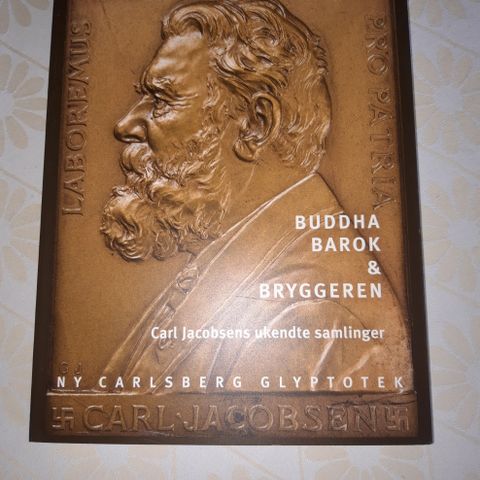 LABOREMUS
PRO PATRIA
BUDDHA
BAROK
&
BRYGGEREN
Carl Jacobsens ukendte samlinger
NY CARLSBERG GLYPTOTEK
CARL·JACOBSEN